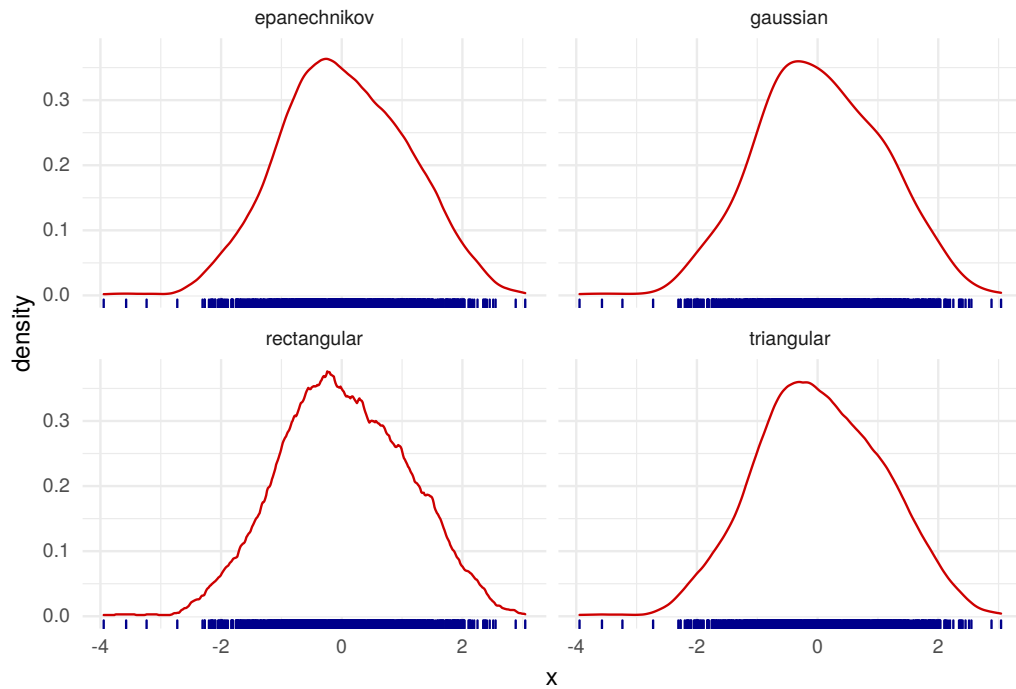 epanechnikov
gaussian
0.3
0.2
0.1
0.0
density
rectangular
triangular
0.3
0.2
0.1
0.0
-4
-2
0
2
-4
-2
0
2
x